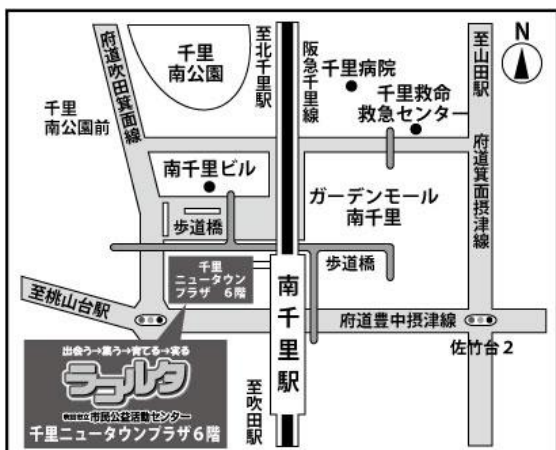 千里
南公園
至北千里駅
阪急千里線
至山田駅
N
府道吹田箕面線
千里病院
千里救命
救急センター
千里
南公園前
南千里ビル
ガーデンモール
南千里
府道箕面摂津線
歩道橋
歩道橋
千里
ニュータウン
プラザ 6階
至桃山台駅
南千里駅
府道豊中摂津線
佐竹台2
出会う→集う→育てる→実る
ラコルタ
吹田市立市民公益活動センター
千里ニュータウンプラザ6階
至吹田駅